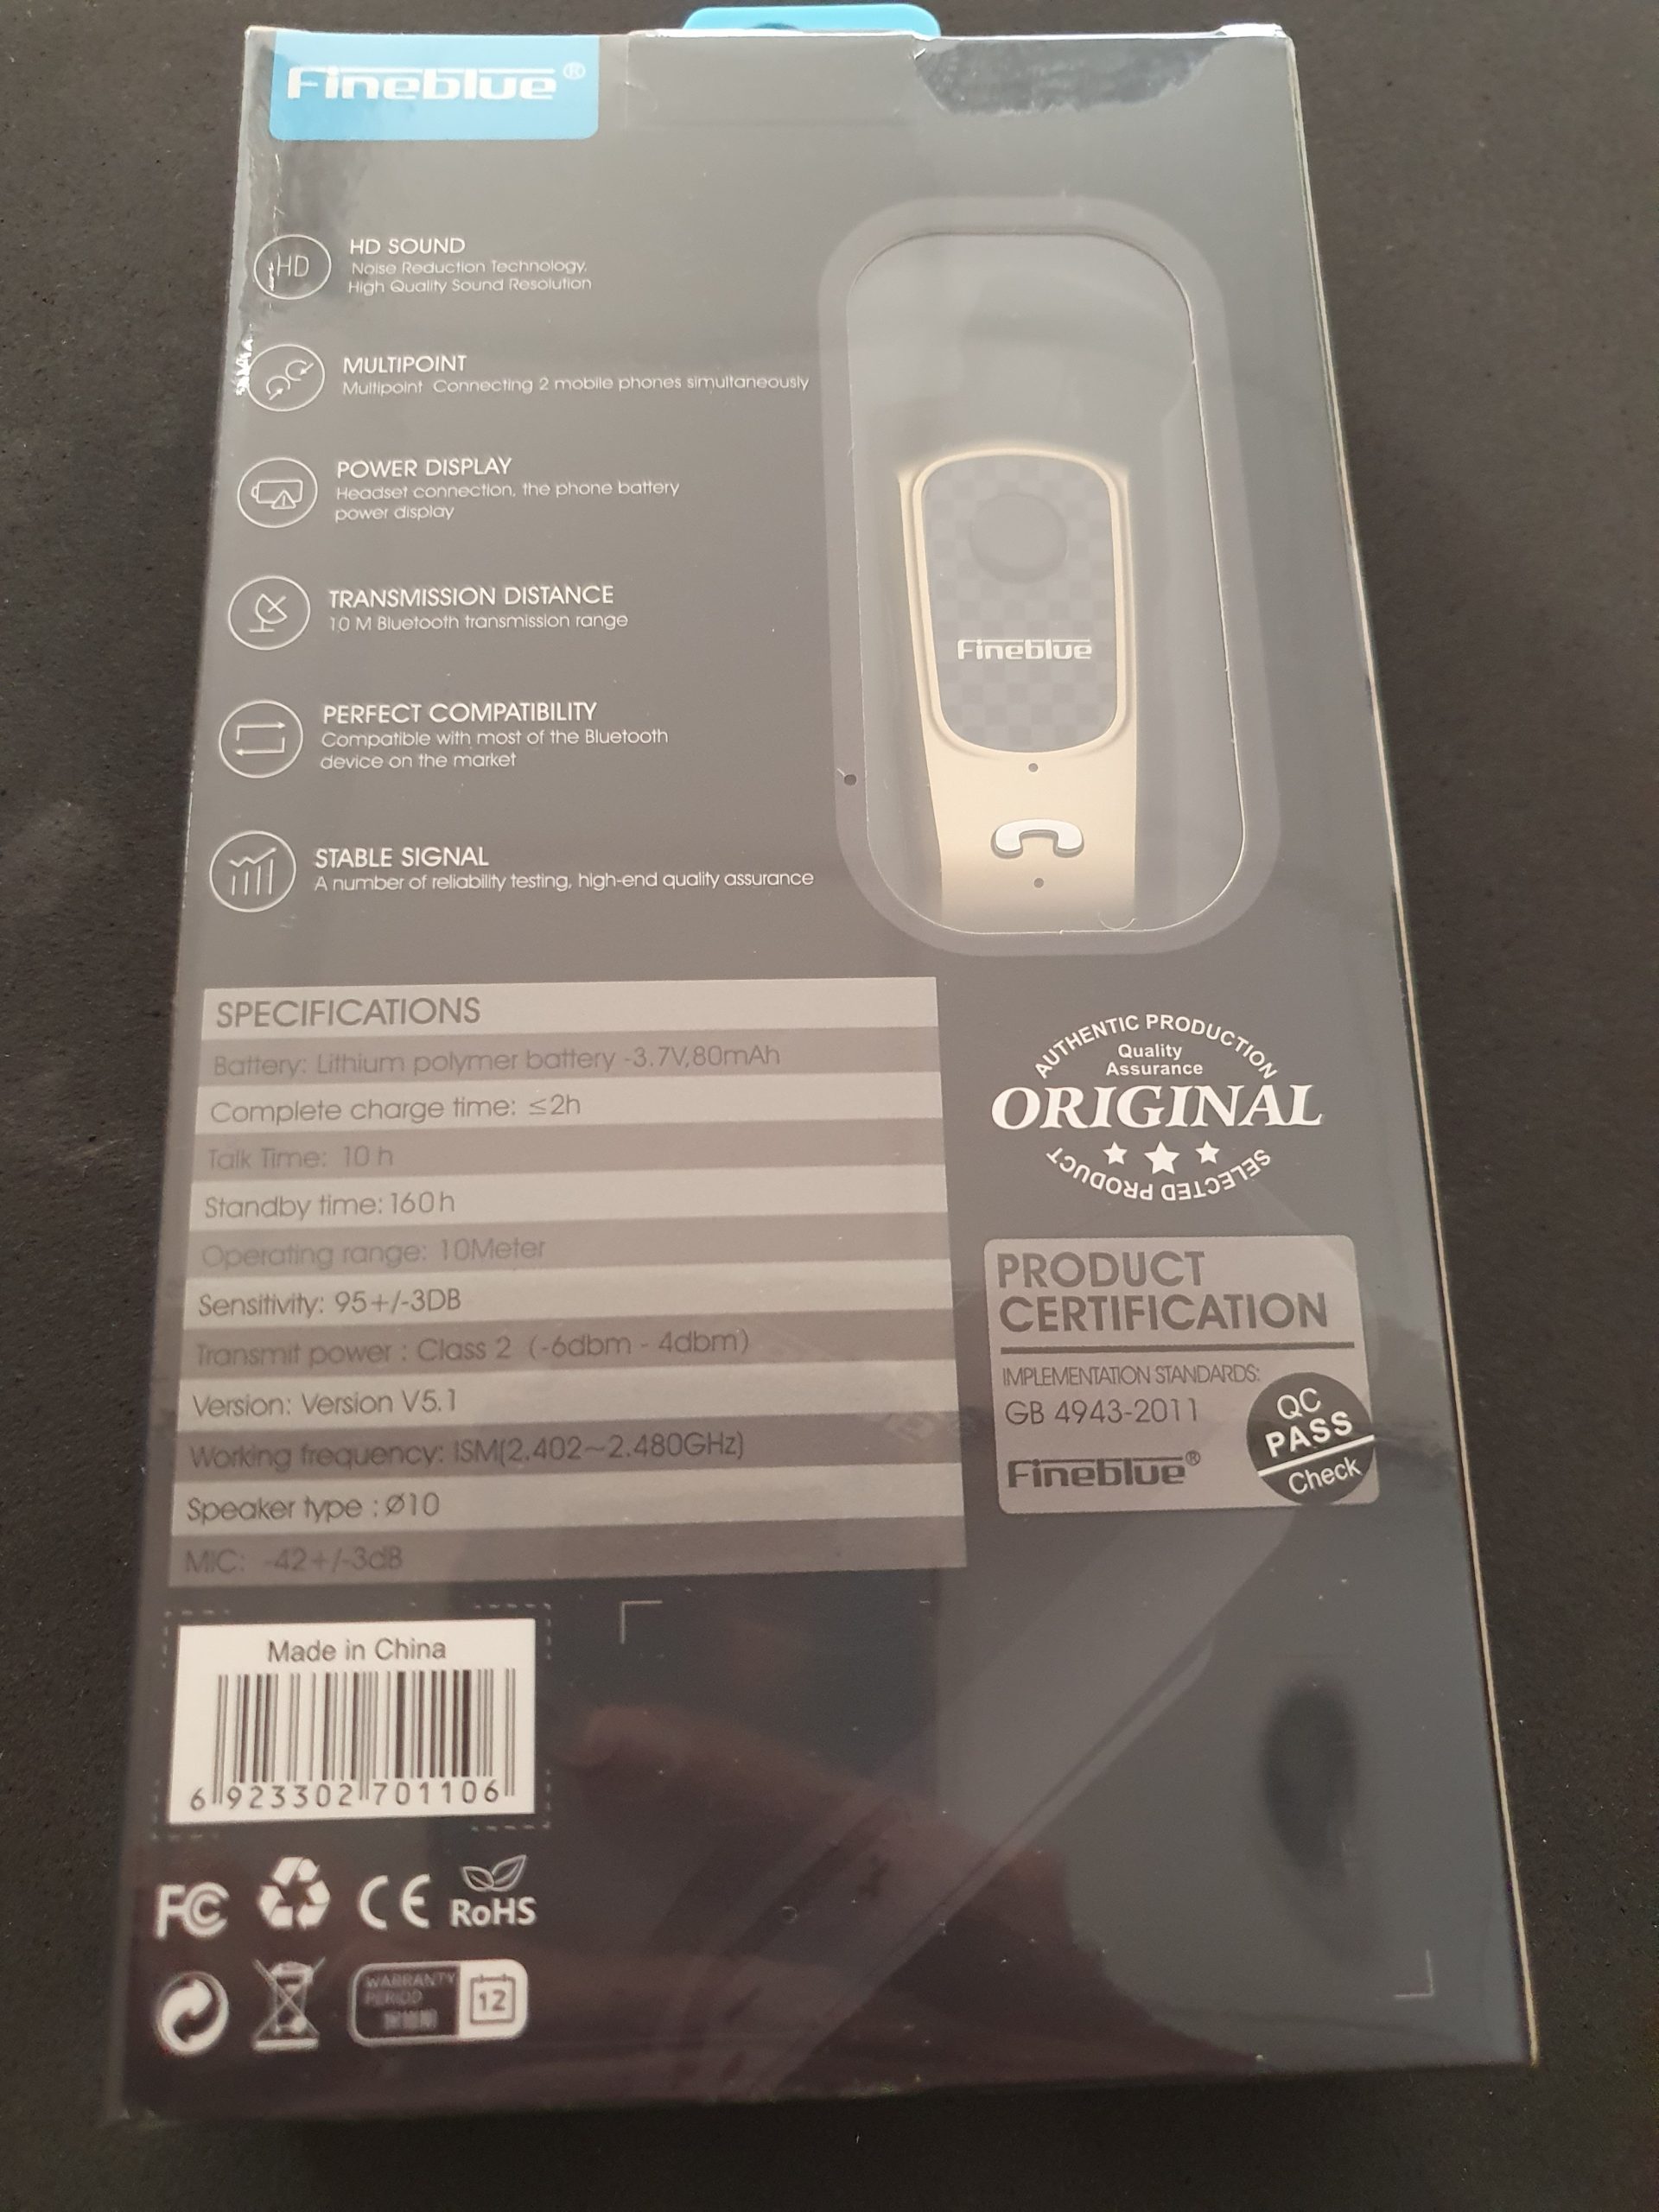 Fineblue®
HD
HD SOUND
Noise Reduction Technology,
High Quality Sound Resolution
MULTIPOINT
Multipoint Connecting 2 mobile phones simultaneously
POWER DISPLAY
Headset connection, the phone battery
power display
TRANSMISSION DISTANCE
10 M Bluetooth transmission range
PERFECT COMPATIBILITY
Compatible with most of the Bluetooth
device on the market
STABLE SIGNAL
A number of reliability testing, high-end quality assurance
Fineblue
SPECIFICATIONS
Battery: Lithium polymer battery -3.7V,80mAh
Complete charge time: ≤2h
Talk Time: 10 h
Standby time: 160 h
Operating range: 10Meter
Sensitivity: 95+/-3DB
Transmit power : Class 2 (-6dbm - 4dbm)
Version: Version V5.1
Working frequency: ISM(2.402~2.480GHz)
Speaker type : Ø10
MIC: -42+/-3dB
AUTHENTIC PRODUCTION
Quality
Assurance
ORIGINAL
SELECTED PRODUCT
PRODUCT
CERTIFICATION
IMPLEMENTATION STANDARDS:
GB 4943-2011
Fineblue®
QC
PASS
Check
Made in China
6 923302 701106
FC CE RoHS
WARRANTY
PERIOD
12